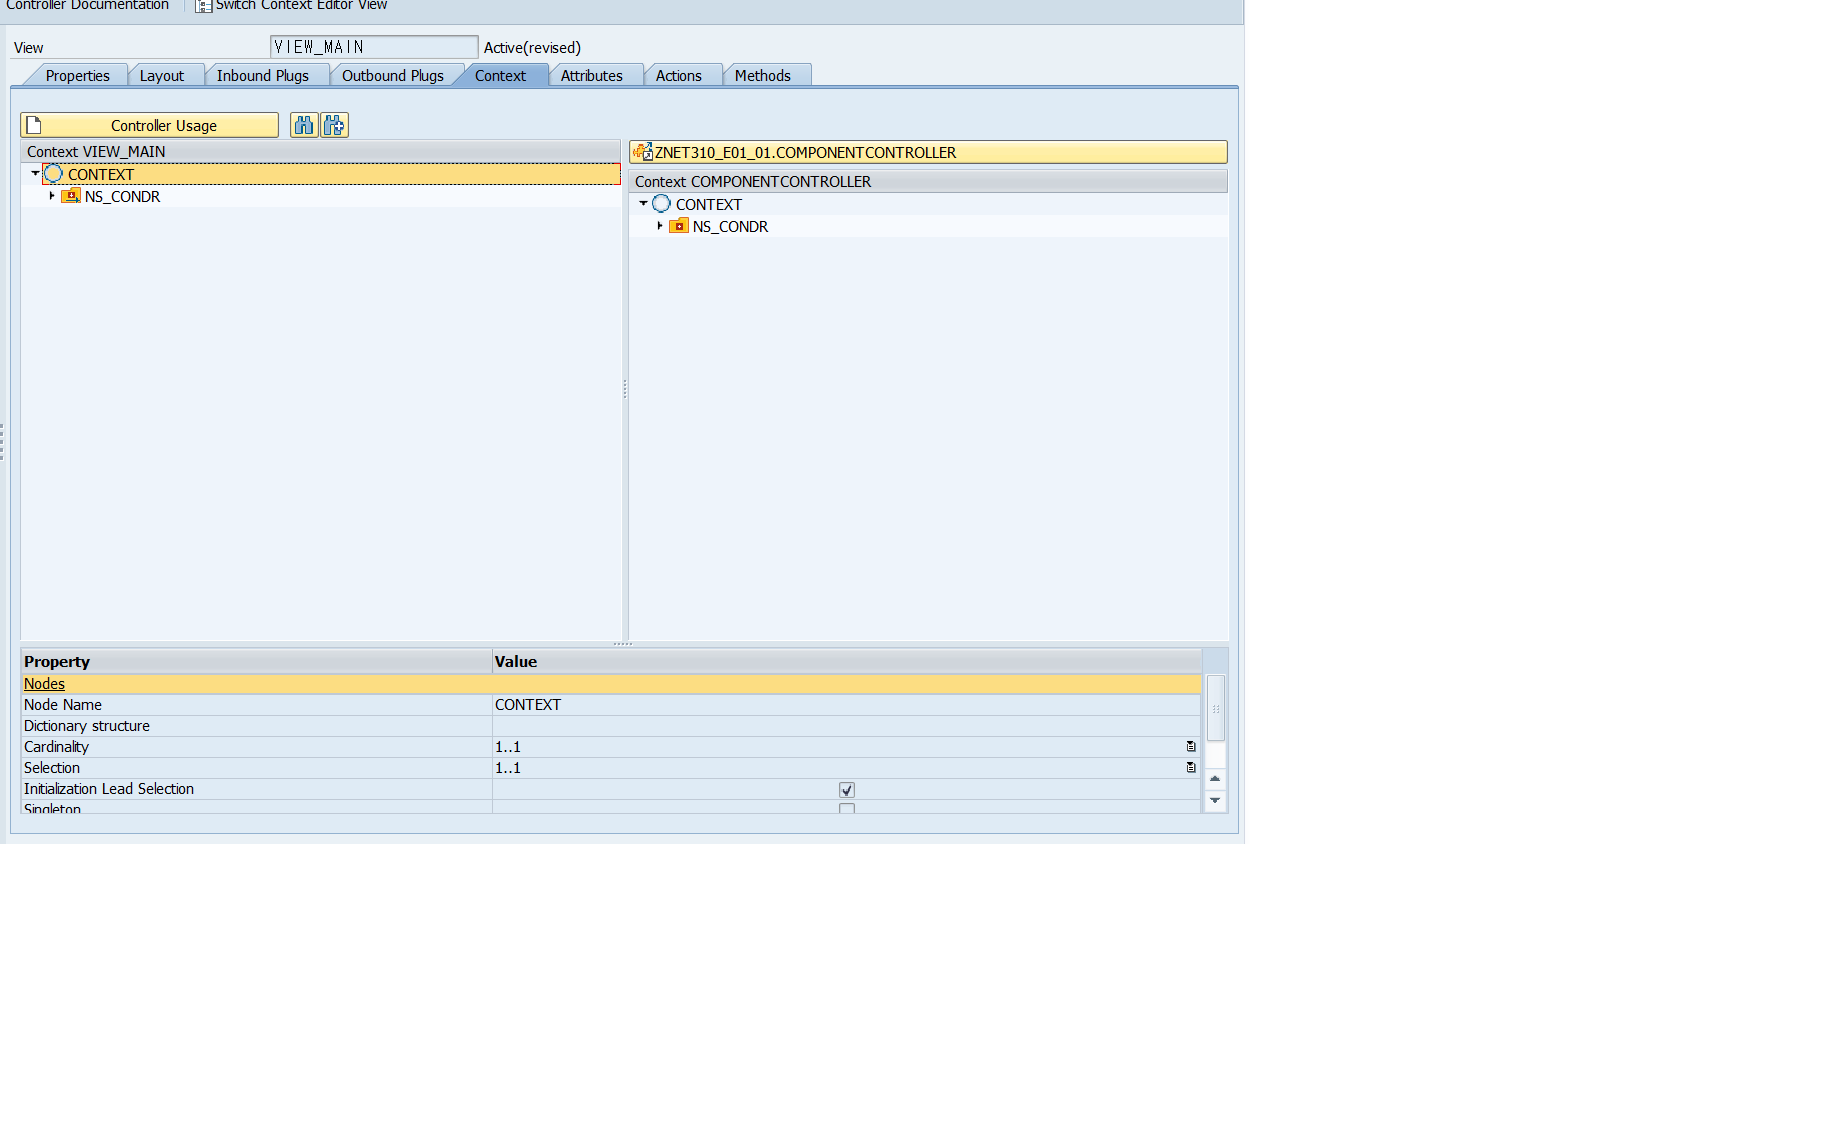 Controller Documentation Switch Context Editor View
View VIEW_MAIN Active(revised)
Properties Layout Inbound Plugs Outbound Plugs Context Attributes Actions Methods
Controller Usage
Context VIEW_MAIN
CONTEXT
NS_CONDR
ZNET310_E01_01.COMPONENTCONTROLLER
Context COMPONENTCONTROLLER
CONTEXT
NS_CONDR
Property Value
Nodes
Node Name CONTEXT
Dictionary structure
Cardinality 1..1
Selection 1..1
Initialization Lead Selection
Singleton